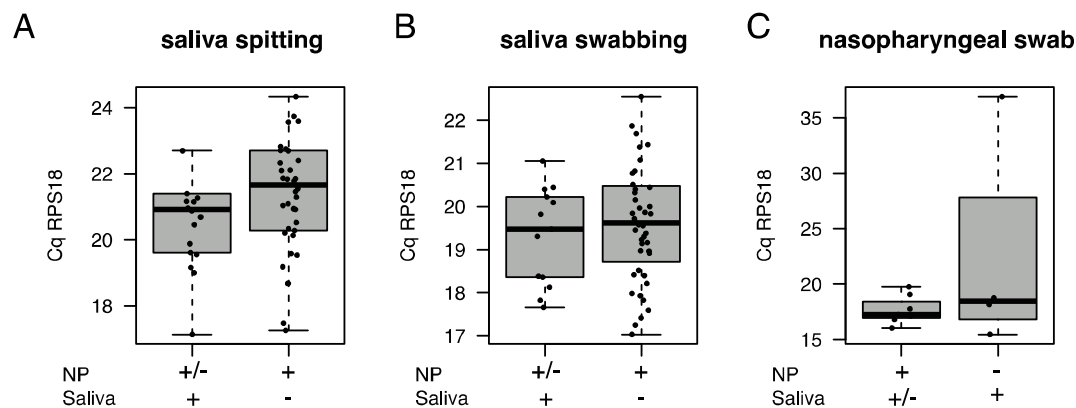 A saliva spitting
B saliva swabbing
C nasopharyngeal swab
Cq RPS18
24
22
20
18
NP +/- +
Saliva + -
Cq RPS18
22
21
20
19
18
17
NP +/- +
Saliva + -
Cq RPS18
35
30
25
20
15
NP + -
Saliva +/- +